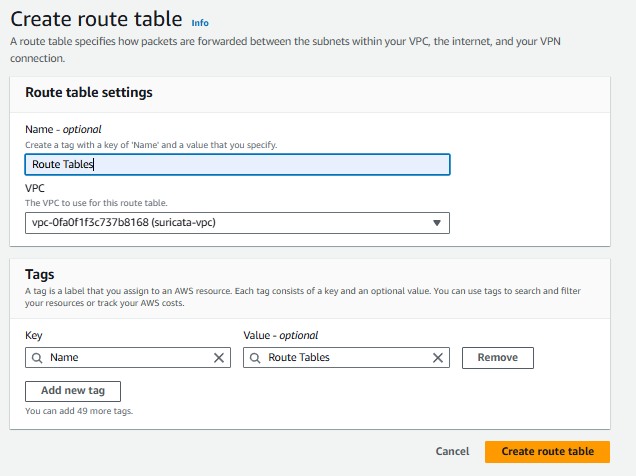 Create route table Info
A route table specifies how packets are forwarded between the subnets within your VPC, the internet, and your VPN
connection.
Route table settings
Name - optional
Create a tag with a key of 'Name' and a value that you specify.
Route Tables
VPC
The VPC to use for this route table.
vpc-0fa0f1f3c737b8168 (suricata-vpc)
Tags
A tag is a label that you assign to an AWS resource. Each tag consists of a key and an optional value. You can use tags to search and filter
your resources or track your AWS costs.
Key Value - optional
Name Route Tables Remove
Add new tag
You can add 49 more tags.
Cancel Create route table